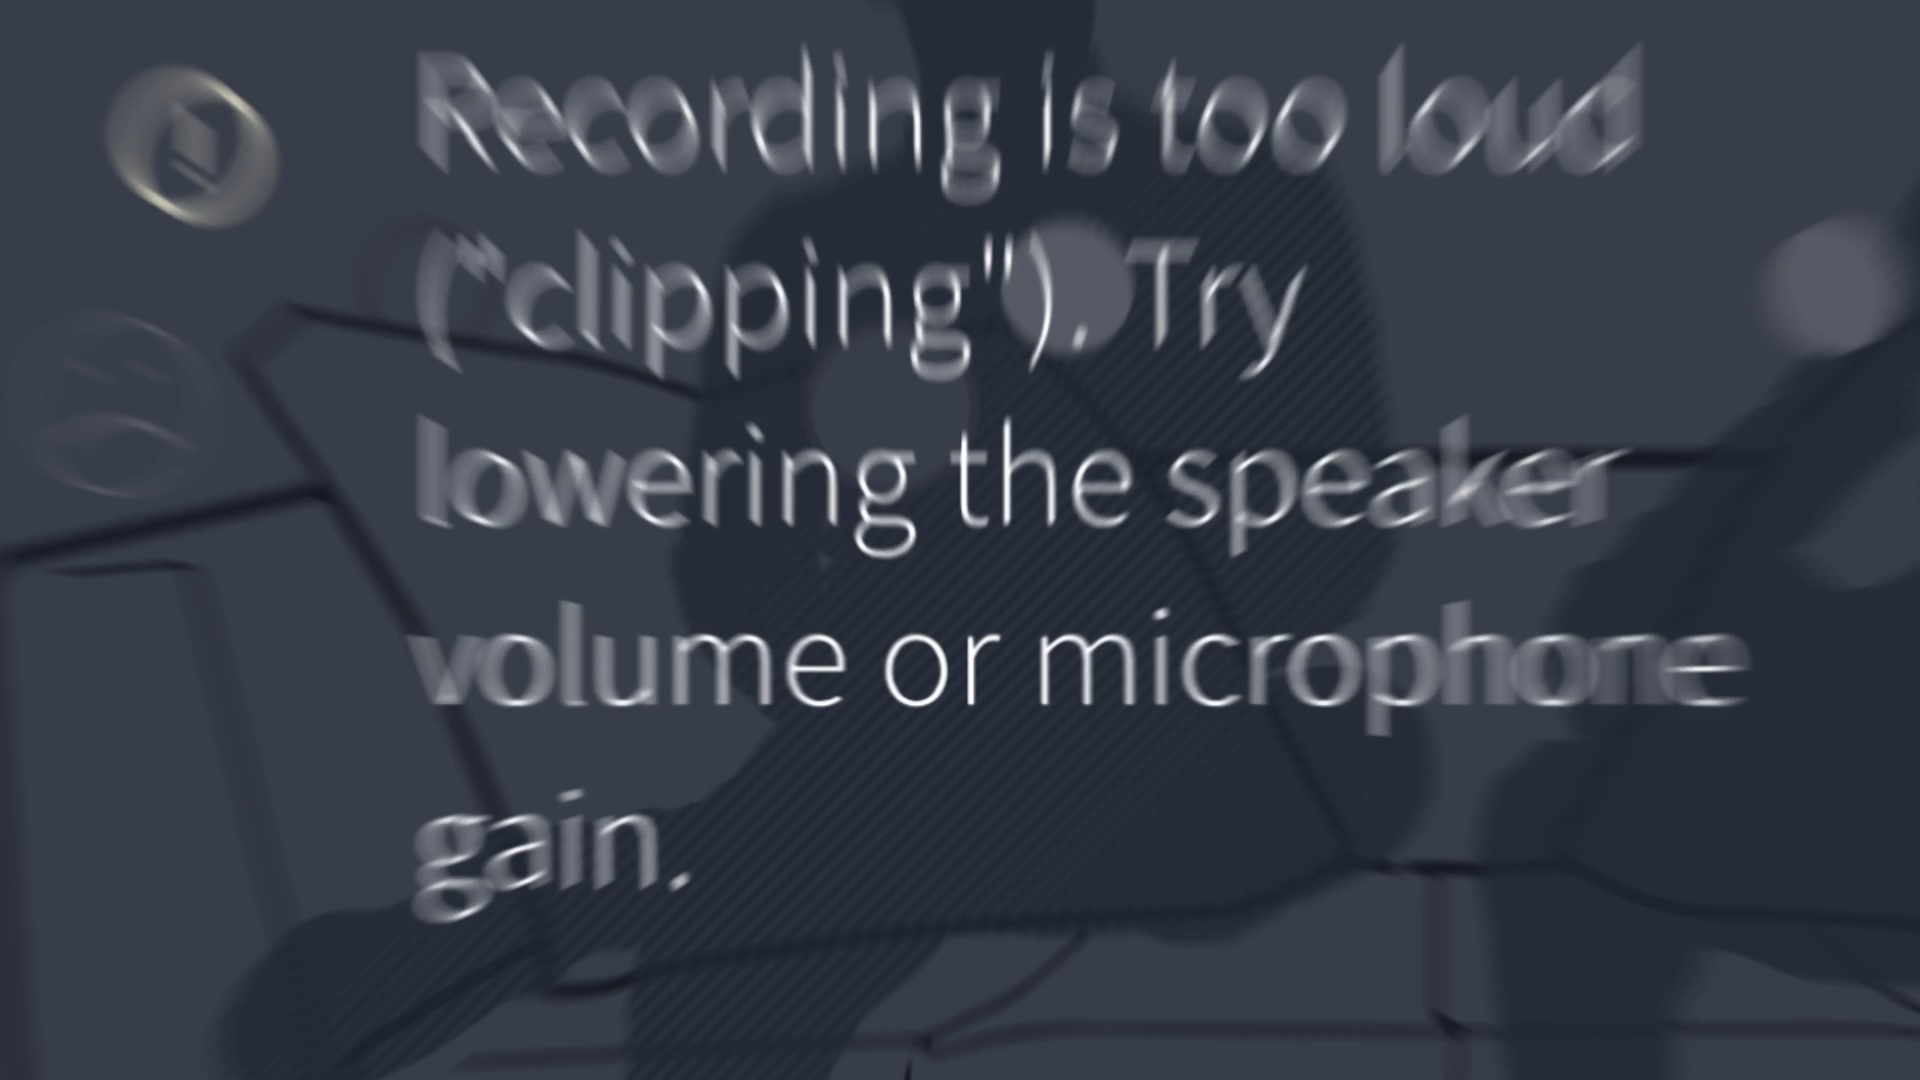 Recording is too loud
("clipping"). Try
lowering the speaker
volume or microphone
gain.